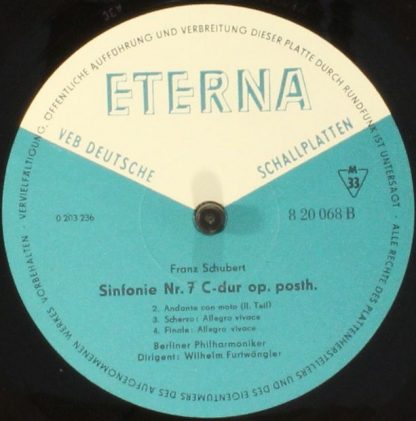 VERVIELFÄLTIGUNG, ÖFFENTLICHE AUFFÜHRUNG UND VERBREITUNG DIESER PLATTE DURCH RUNDFUNK IST UNTERSAGT · ALLE RECHTE DES PLATTENHERSTELLERS UND DES EIGENTÜMERS DES AUFGENOMMENEN WERKES VORBEHALTEN ·
ETERNA
VEB DEUTSCHE SCHALLPLATTEN
M
33
0 203 236
8 20 068 B
Franz Schubert
Sinfonie Nr. 7 C-dur op. posth.
2. Andante con moto (II. Teil)
3. Scherzo: Allegro vivace
4. Finale: Allegro vivace
Berliner Philharmoniker
Dirigent: Wilhelm Furtwängler